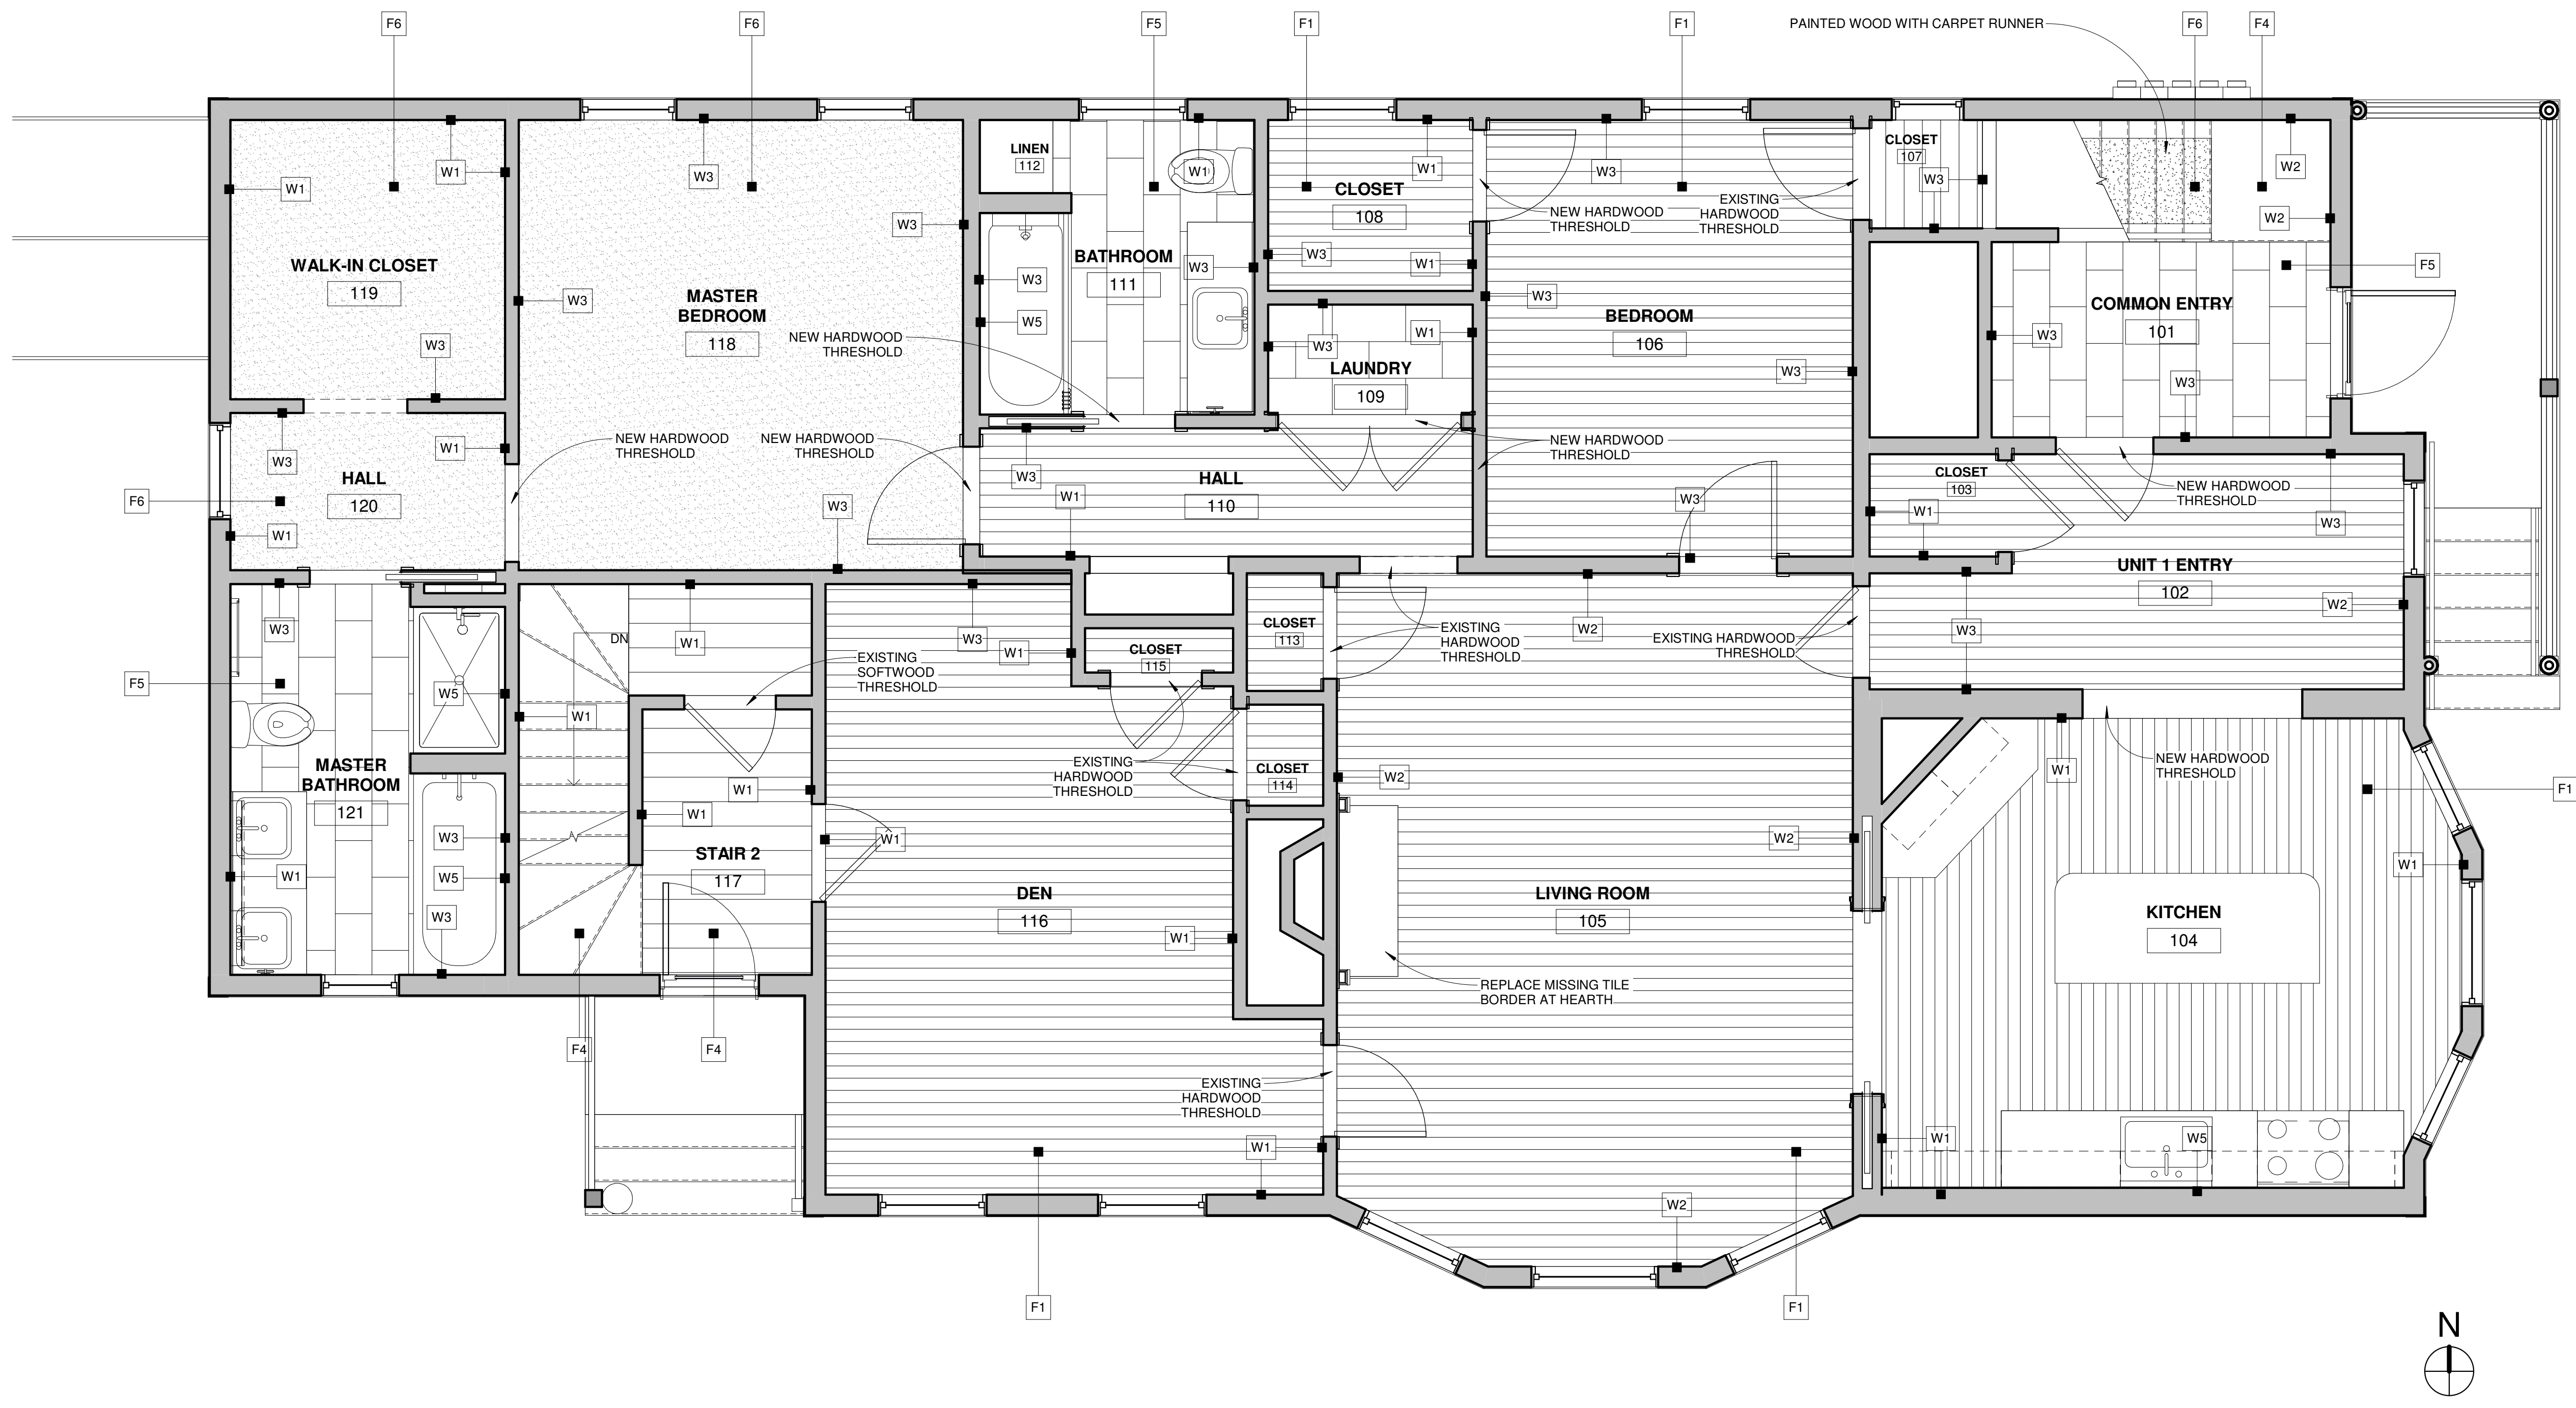 F6
F6
F5
F1
F1
PAINTED WOOD WITH CARPET RUNNER
F6
F4
LINEN
112
CLOSET
107
W1
W1
W3
W1
W1
W3
W3
W2
W2
W3
CLOSET
108
NEW HARDWOOD
THRESHOLD
EXISTING
HARDWOOD
THRESHOLD
WALK-IN CLOSET
119
W3
MASTER
BEDROOM
118
BATHROOM
111
W3
W3
W5
W3
W1
W3
BEDROOM
106
COMMON ENTRY
101
F5
W3
W3
NEW HARDWOOD
THRESHOLD
W3
W1
LAUNDRY
109
W3
W3
NEW HARDWOOD
THRESHOLD
NEW HARDWOOD
THRESHOLD
NEW HARDWOOD
THRESHOLD
W3
W1
HALL
120
F6
W1
W3
W3
W1
HALL
110
W3
CLOSET
103
W1
NEW HARDWOOD
THRESHOLD
W3
UNIT 1 ENTRY
102
W2
W3
W3
F5
DN
W1
EXISTING
SOFTWOOD
THRESHOLD
W3
W1
CLOSET
115
CLOSET
113
EXISTING
HARDWOOD
THRESHOLD
W2
EXISTING HARDWOOD
THRESHOLD
W5
W1
MASTER
BATHROOM
121
W1
W1
W1
EXISTING
HARDWOOD
THRESHOLD
CLOSET
114
W2
W2
W1
NEW HARDWOOD
THRESHOLD
F1
W3
W5
W1
W3
STAIR 2
117
DEN
116
W1
LIVING ROOM
105
KITCHEN
104
W1
REPLACE MISSING TILE
BORDER AT HEARTH
F4
F4
EXISTING
HARDWOOD
THRESHOLD
W1
W1
W5
W2
F1
F1
N